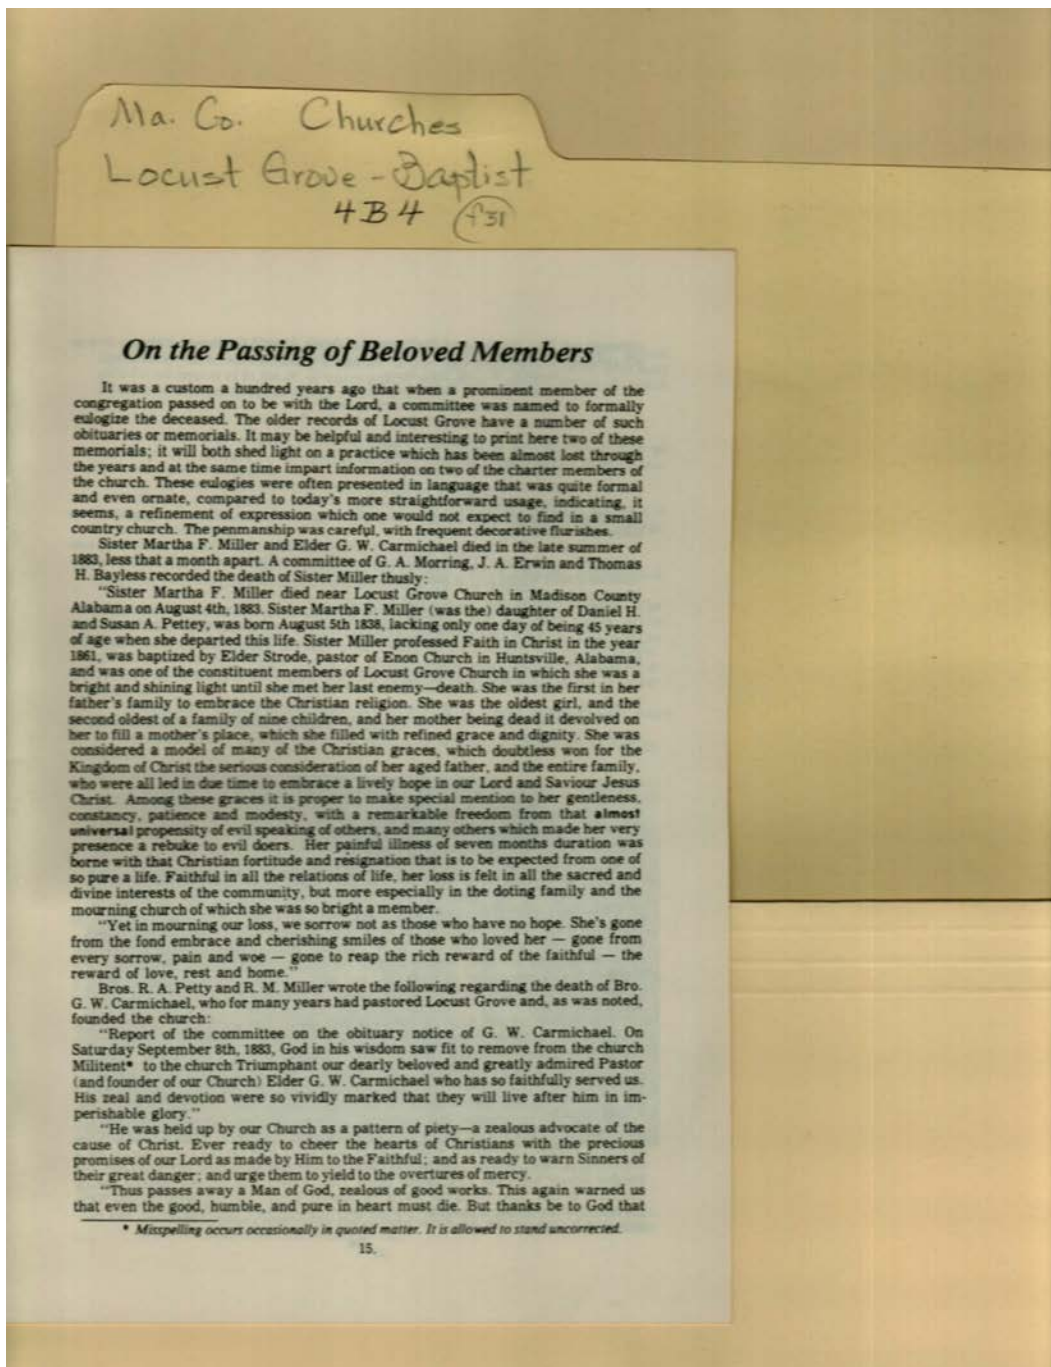 Ma. Co. Churches
Locust Grove - Baptist
4B4 f31
On the Passing of Beloved Members
It was a custom a hundred years ago that when a prominent member of the
congregation passed on to be with the Lord, a committee was named to formally
eulogize the deceased. The older records of Locust Grove have a number of such
obituaries or memorials. It may be helpful and interesting to print here two of these
memorials; it will both shed light on a practice which has been almost lost through
the years and at the same time impart information on two of the charter members of
the church. These eulogies were often presented in language that was quite formal
and even ornate, compared to today's more straightforward usage, indicating, it
seems, a refinement of expression which one would not expect to find in a small
country church. The penmanship was careful, with frequent decorative flurishes.
Sister Martha F. Miller and Elder G. W. Carmichael died in the late summer of
1883, less that a month apart. A committee of G. A. Morring, J. A. Erwin and Thomas
H. Bayless recorded the death of Sister Miller thusly:
"Sister Martha F. Miller died near Locust Grove Church in Madison County
Alabama on August 4th, 1883. Sister Martha F. Miller (was the) daughter of Daniel H.
and Susan A. Pettey, was born August 5th 1838, lacking only one day of being 45 years
of age when she departed this life. Sister Miller professed Faith in Christ in the year
1861, was baptized by Elder Strode, pastor of Enon Church in Huntsville, Alabama,
and was one of the constituent members of Locust Grove Church in which she was a
bright and shining light until she met her last enemy—death. She was the first in her
father's family to embrace the Christian religion. She was the oldest girl, and the
second oldest of a family of nine children, and her mother being dead it devolved on
her to fill a mother's place, which she filled with refined grace and dignity. She was
considered a model of many of the Christian graces, which doubtless won for the
Kingdom of Christ the serious consideration of her aged father, and the entire family,
who were all led in due time to embrace a lively hope in our Lord and Saviour Jesus
Christ. Among these graces it is proper to make special mention to her gentleness,
constancy, patience and modesty, with a remarkable freedom from that almost
universal propensity of evil speaking of others, and many others which made her very
presence a rebuke to evil doers. Her painful illness of seven months duration was
borne with that Christian fortitude and resignation that is to be expected from one of
so pure a life. Faithful in all the relations of life, her loss is felt in all the sacred and
divine interests of the community, but more especially in the doting family and the
mourning church of which she was so bright a member.
"Yet in mourning our loss, we sorrow not as those who have no hope. She's gone
from the fond embrace and cherishing smiles of those who loved her — gone from
every sorrow, pain and woe — gone to reap the rich reward of the faithful — the
reward of love, rest and home."
Bros. R. A. Petty and R. M. Miller wrote the following regarding the death of Bro.
G. W. Carmichael, who for many years had pastored Locust Grove and, as was noted,
founded the church:
"Report of the committee on the obituary notice of G. W. Carmichael. On
Saturday September 8th, 1883, God in his wisdom saw fit to remove from the church
Militent* to the church Triumphant our dearly beloved and greatly admired Pastor
(and founder of our Church) Elder G. W. Carmichael who has so faithfully served us.
His zeal and devotion were so vividly marked that they will live after him in im-
perishable glory."
"He was held up by our Church as a pattern of piety—a zealous advocate of the
cause of Christ. Ever ready to cheer the hearts of Christians with the precious
promises of our Lord as made by Him to the Faithful; and as ready to warn Sinners of
their great danger; and urge them to yield to the overtures of mercy.
"Thus passes away a Man of God, zealous of good works. This again warned us
that even the good, humble, and pure in heart must die. But thanks be to God that
* Misspelling occurs occasionally in quoted matter. It is allowed to stand uncorrected.
15.